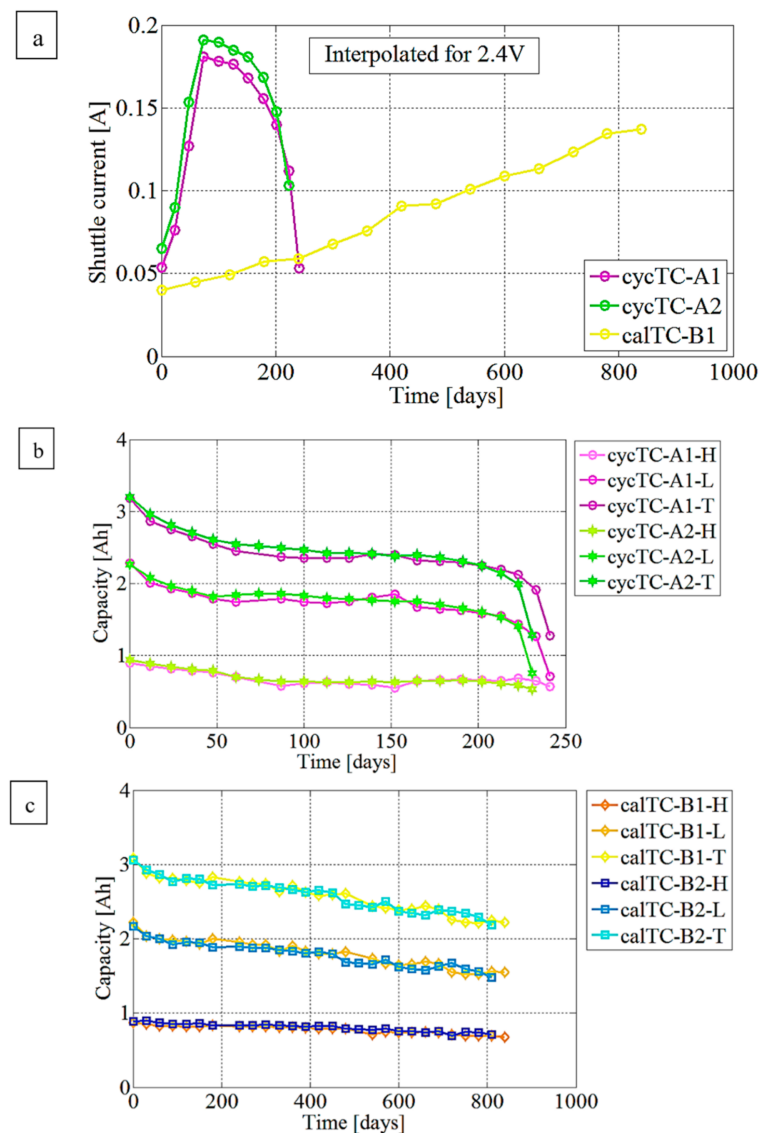 a
0.2
0.15
0.1
0.05
0
Shuttle current [A]
Interpolated for 2.4V
cycTC-A1
cycTC-A2
calTC-B1
0
200
400
600
800
1000
Time [days]
b
4
3
2
1
0
Capacity [Ah]
cycTC-A1-H
cycTC-A1-L
cycTC-A1-T
cycTC-A2-H
cycTC-A2-L
cycTC-A2-T
0
50
100
150
200
250
Time [days]
c
4
3
2
1
0
Capacity [Ah]
calTC-B1-H
calTC-B1-L
calTC-B1-T
calTC-B2-H
calTC-B2-L
calTC-B2-T
0
200
400
600
800
1000
Time [days]